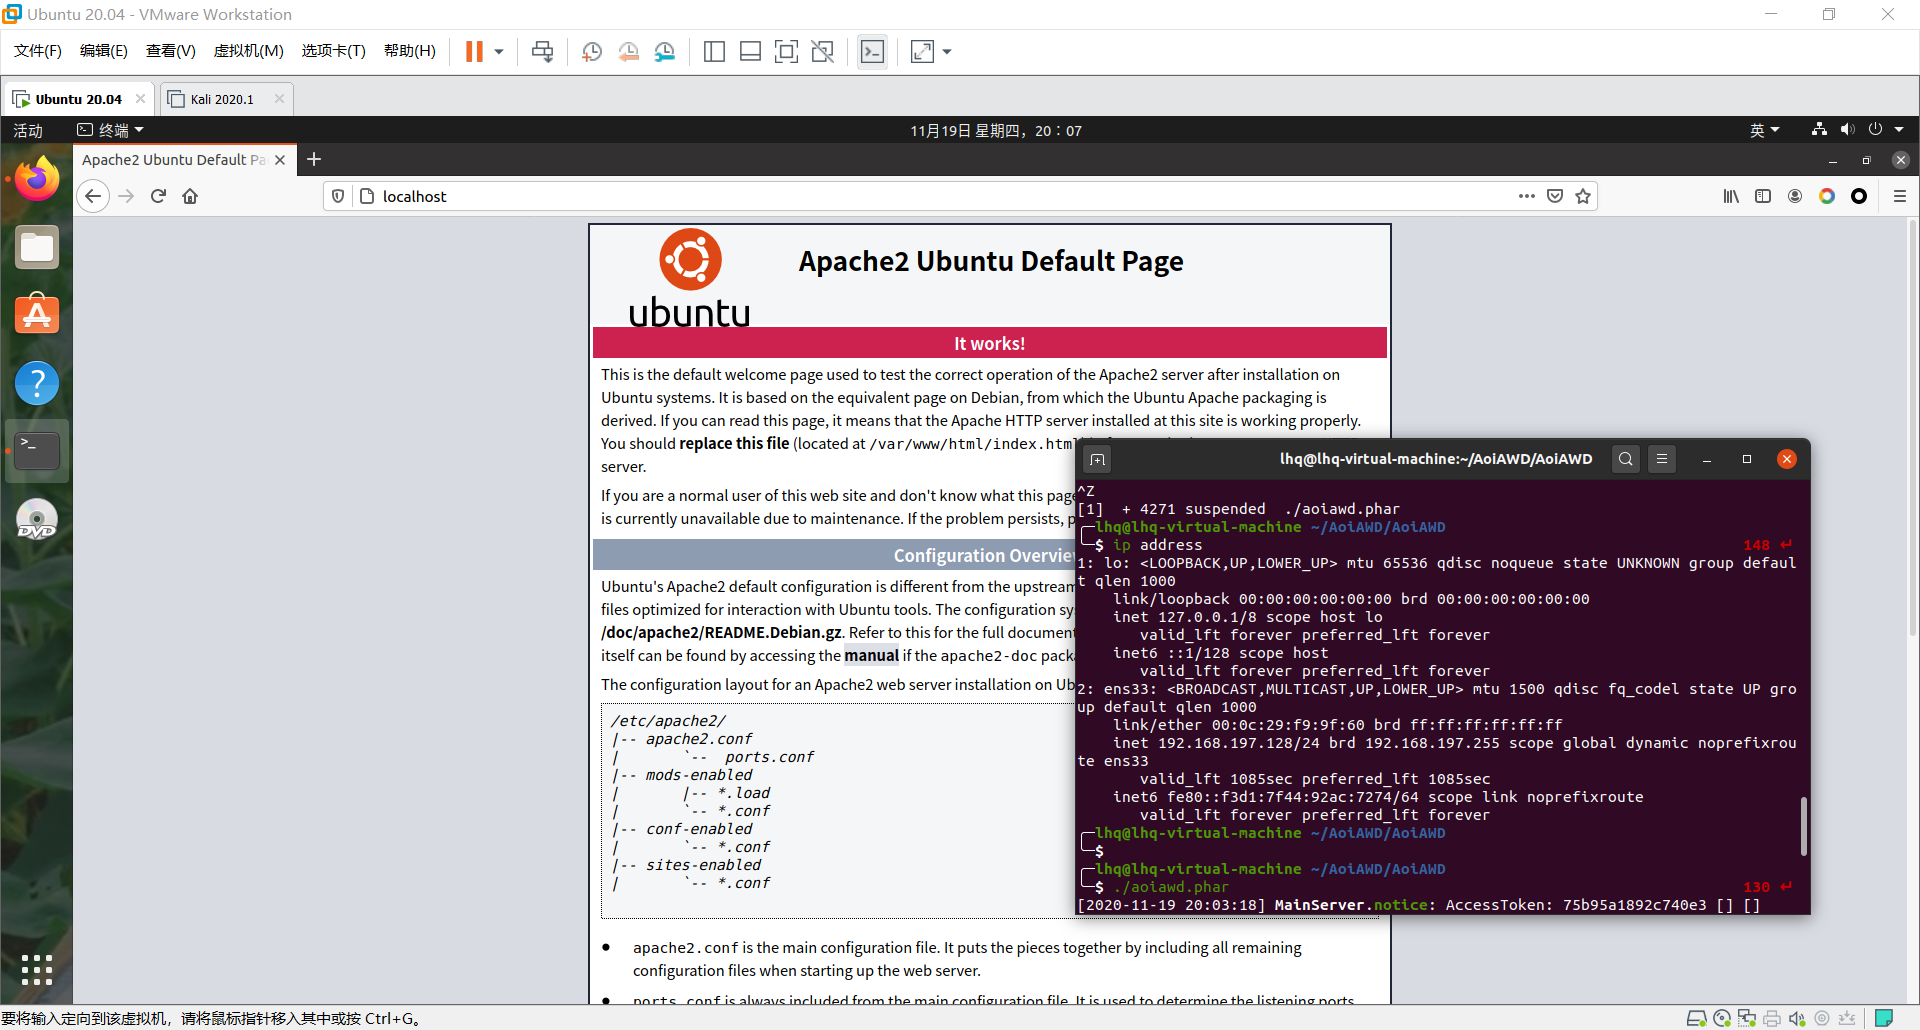 Ubuntu 20.04 - VMware Workstation
文件(F) 编辑(E) 查看(V) 虚拟机(M) 选项卡(T) 帮助(H)
Ubuntu 20.04 Kali 2020.1
活动 终端 11月19日 星期四，20：07 英
Apache2 Ubuntu Default Pa
localhost
ubuntu
Apache2 Ubuntu Default Page
It works!
This is the default welcome page used to test the correct operation of the Apache2 server after installation on
Ubuntu systems. It is based on the equivalent page on Debian, from which the Ubuntu Apache packaging is
derived. If you can read this page, it means that the Apache HTTP server installed at this site is working properly.
You should replace this file (located at /var/www/html/index.html
server.
If you are a normal user of this web site and don't know what this page
is currently unavailable due to maintenance. If the problem persists,
Configuration Overview
Ubuntu's Apache2 default configuration is different from the upstream
files optimized for interaction with Ubuntu tools. The configuration
/doc/apache2/README.Debian.gz. Refer to this for the full
itself can be found by accessing the manual if the apache2-doc
The configuration layout for an Apache2 web server installation on
/etc/apache2/
|-- apache2.conf
|       `--  ports.conf
|-- mods-enabled
|       |-- *.load
|       `-- *.conf
|-- conf-enabled
|       `-- *.conf
|-- sites-enabled
|       `-- *.conf
apache2.conf is the main configuration file. It puts the pieces together by including all remaining
configuration files when starting up the web server.
ports.conf is always included from the main configuration file. It is used to determine the listening ports
lhq@lhq-virtual-machine:~/AoiAWD/AoiAWD
^Z
[1]  + 4271 suspended  ./aoiawd.phar
lhq@lhq-virtual-machine ~/AoiAWD/AoiAWD
$ ip address 148 ↵
1: lo: <LOOPBACK,UP,LOWER_UP> mtu 65536 qdisc noqueue state UNKNOWN group defaul
t qlen 1000
link/loopback 00:00:00:00:00:00 brd 00:00:00:00:00:00
inet 127.0.0.1/8 scope host lo
valid_lft forever preferred_lft forever
inet6 ::1/128 scope host
valid_lft forever preferred_lft forever
2: ens33: <BROADCAST,MULTICAST,UP,LOWER_UP> mtu 1500 qdisc fq_codel state UP gro
up default qlen 1000
link/ether 00:0c:29:f9:9f:60 brd ff:ff:ff:ff:ff:ff
inet 192.168.197.128/24 brd 192.168.197.255 scope global dynamic noprefixrou
te ens33
valid_lft 1085sec preferred_lft 1085sec
inet6 fe80::f3d1:7f44:92ac:7274/64 scope link noprefixroute
valid_lft forever preferred_lft forever
lhq@lhq-virtual-machine ~/AoiAWD/AoiAWD
$
lhq@lhq-virtual-machine ~/AoiAWD/AoiAWD
$ ./aoiawd.phar 130 ↵
[2020-11-19 20:03:18] MainServer.notice: AccessToken: 75b95a1892c740e3 [] []
要将输入定向到该虚拟机，请将鼠标指针移入其中或按 Ctrl+G。